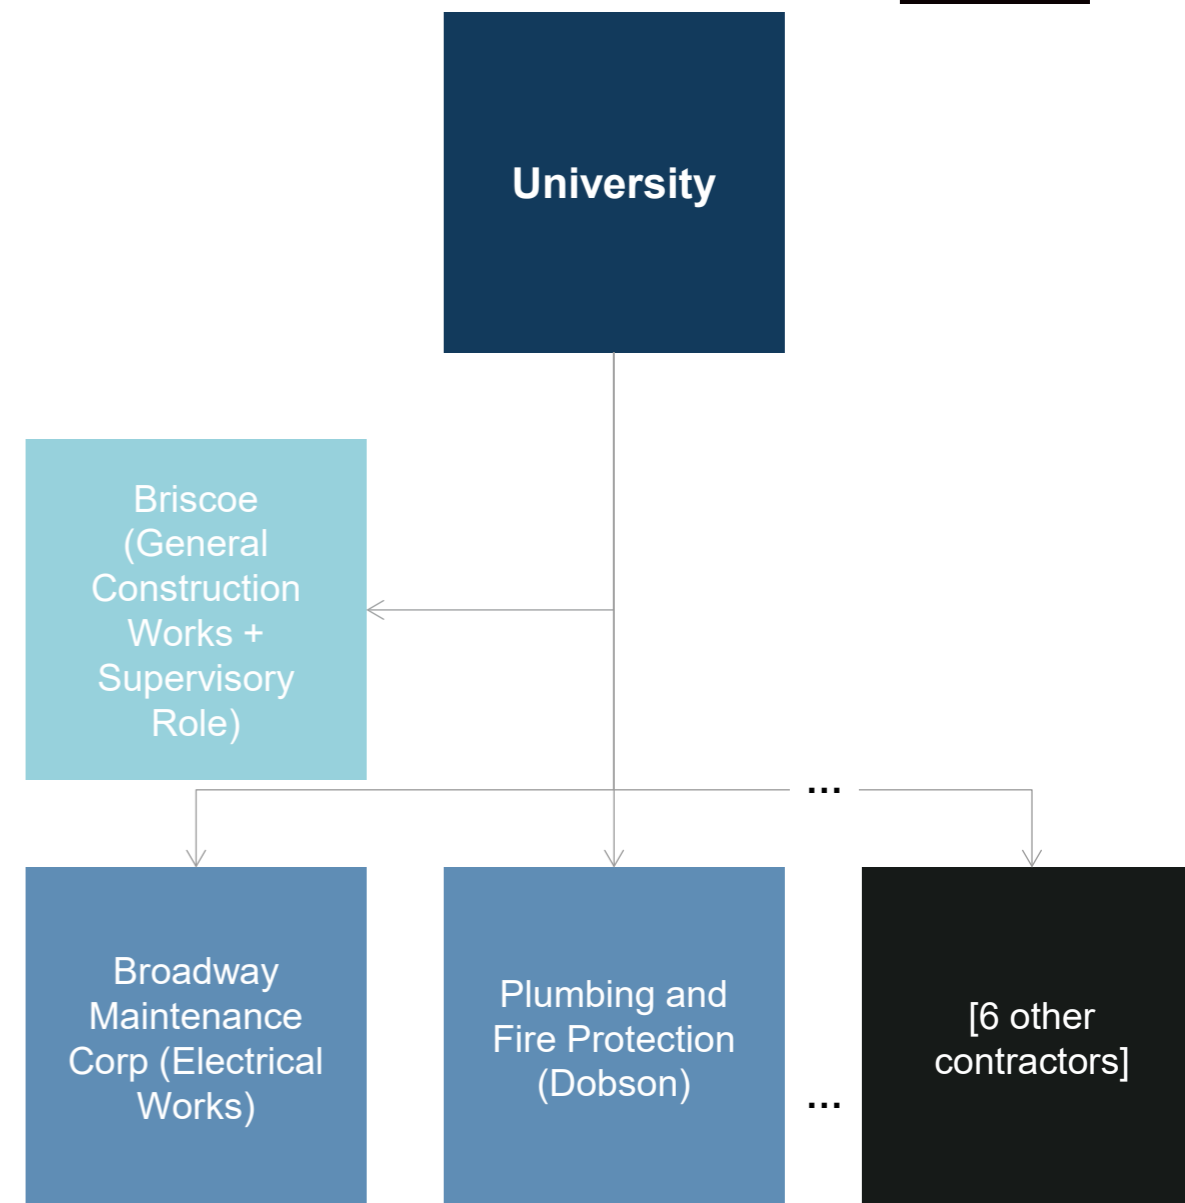 University
Briscoe
(General
Construction
Works +
Supervisory
Role)
...
Broadway
Maintenance
Corp (Electrical
Works)
Plumbing and
Fire Protection
(Dobson)
...
[6 other
contractors]